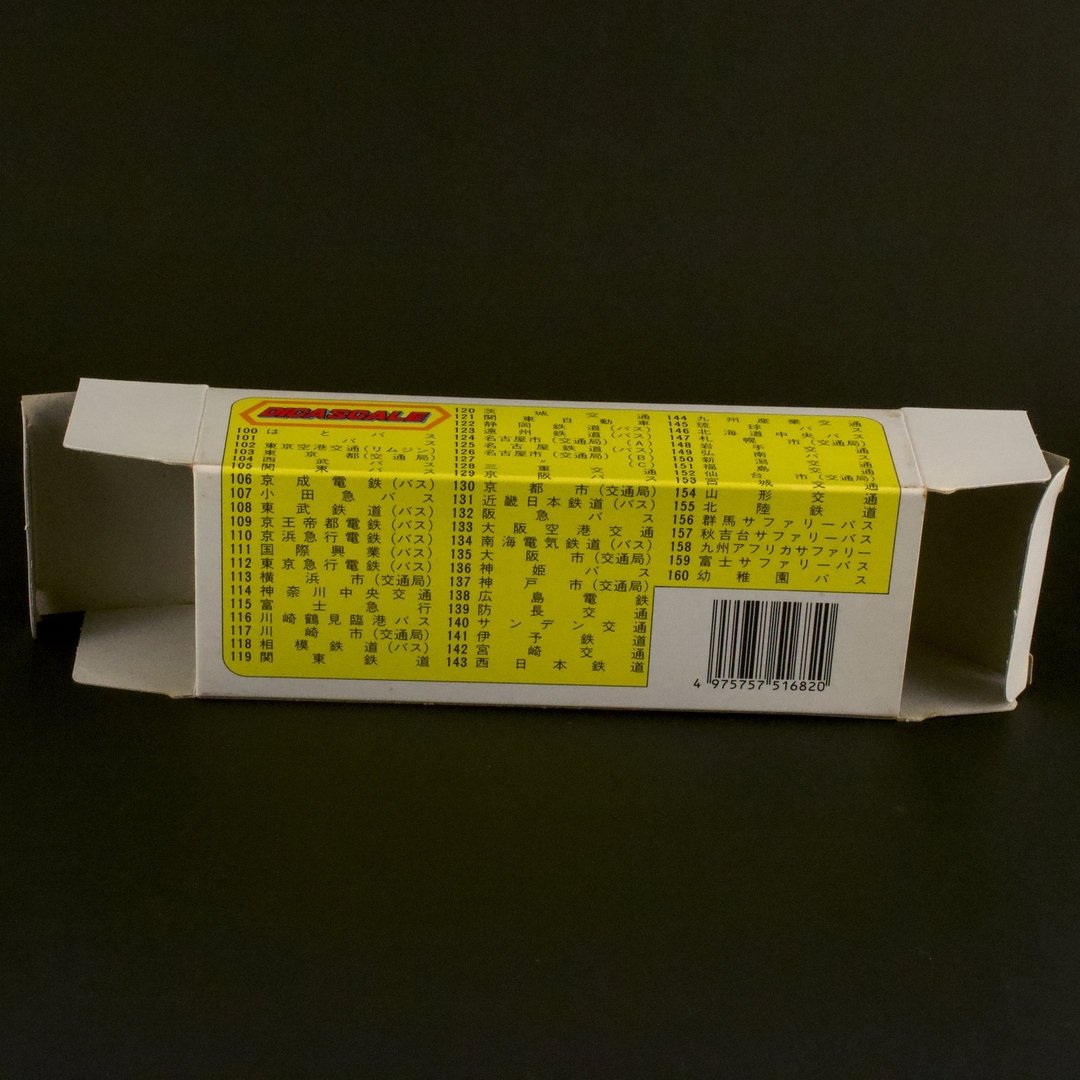 DICASCALE
100 はとバス
101 〃 バス
102 東京空港交通(リムジン)
103 東京都(交通局)
104 西武バス
105 関東バス
106 京成電鉄(バス)
107 小田急バス
108 東武鉄道(バス)
109 京王帝都電鉄(バス)
110 京浜急行電鉄(バス)
111 国際興業(バス)
112 東京急行電鉄(バス)
113 横浜市(交通局)
114 神奈川中央交通
115 富士急行
116 川崎鶴見臨港バス
117 川崎市(交通局)
118 相模鉄道(バス)
119 関東鉄道
120 茨城交通
121 関東自動車
122 静岡鉄道(バス)
123 遠州鉄道(バス)
124 名古屋市(交通局)(A)
125 名古屋鉄道(バス)
126 名古屋市(交通局)(B)
127 〃 (C)
128 三重交通
129 京阪バス
130 京都市(交通局)
131 近畿日本鉄道(バス)
132 阪急バス
133 大阪空港交通
134 南海電気鉄道(バス)
135 大阪市(交通局)
136 神姫バス
137 神戸市(交通局)
138 広島電鉄
139 防長交通
140 サンデン交通
141 伊予鉄道
142 宮崎交通
143 西日本鉄道
144 九州産業交通
145 琉球バス
146 北海道中央バス
147 札幌市(交通局)
148 岩手
149 弘南バス
150 新潟交通
151 福島交通
152 仙台市(交通局)
153 宮城交通
154 山形交通
155 北陸鉄道
156 群馬サファリーバス
157 秋吉台サファリーバス
158 九州アフリカサファリー
159 富士サファリーバス
160 幼稚園バス
4 975757 516820